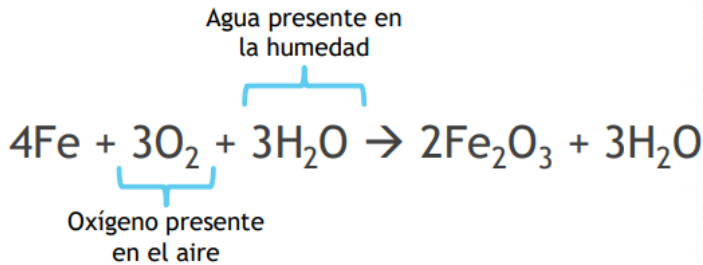 Agua presente en
la humedad
4Fe + 3O₂ + 3H₂O → 2Fe₂O₃ + 3H₂O
Oxígeno presente
en el aire